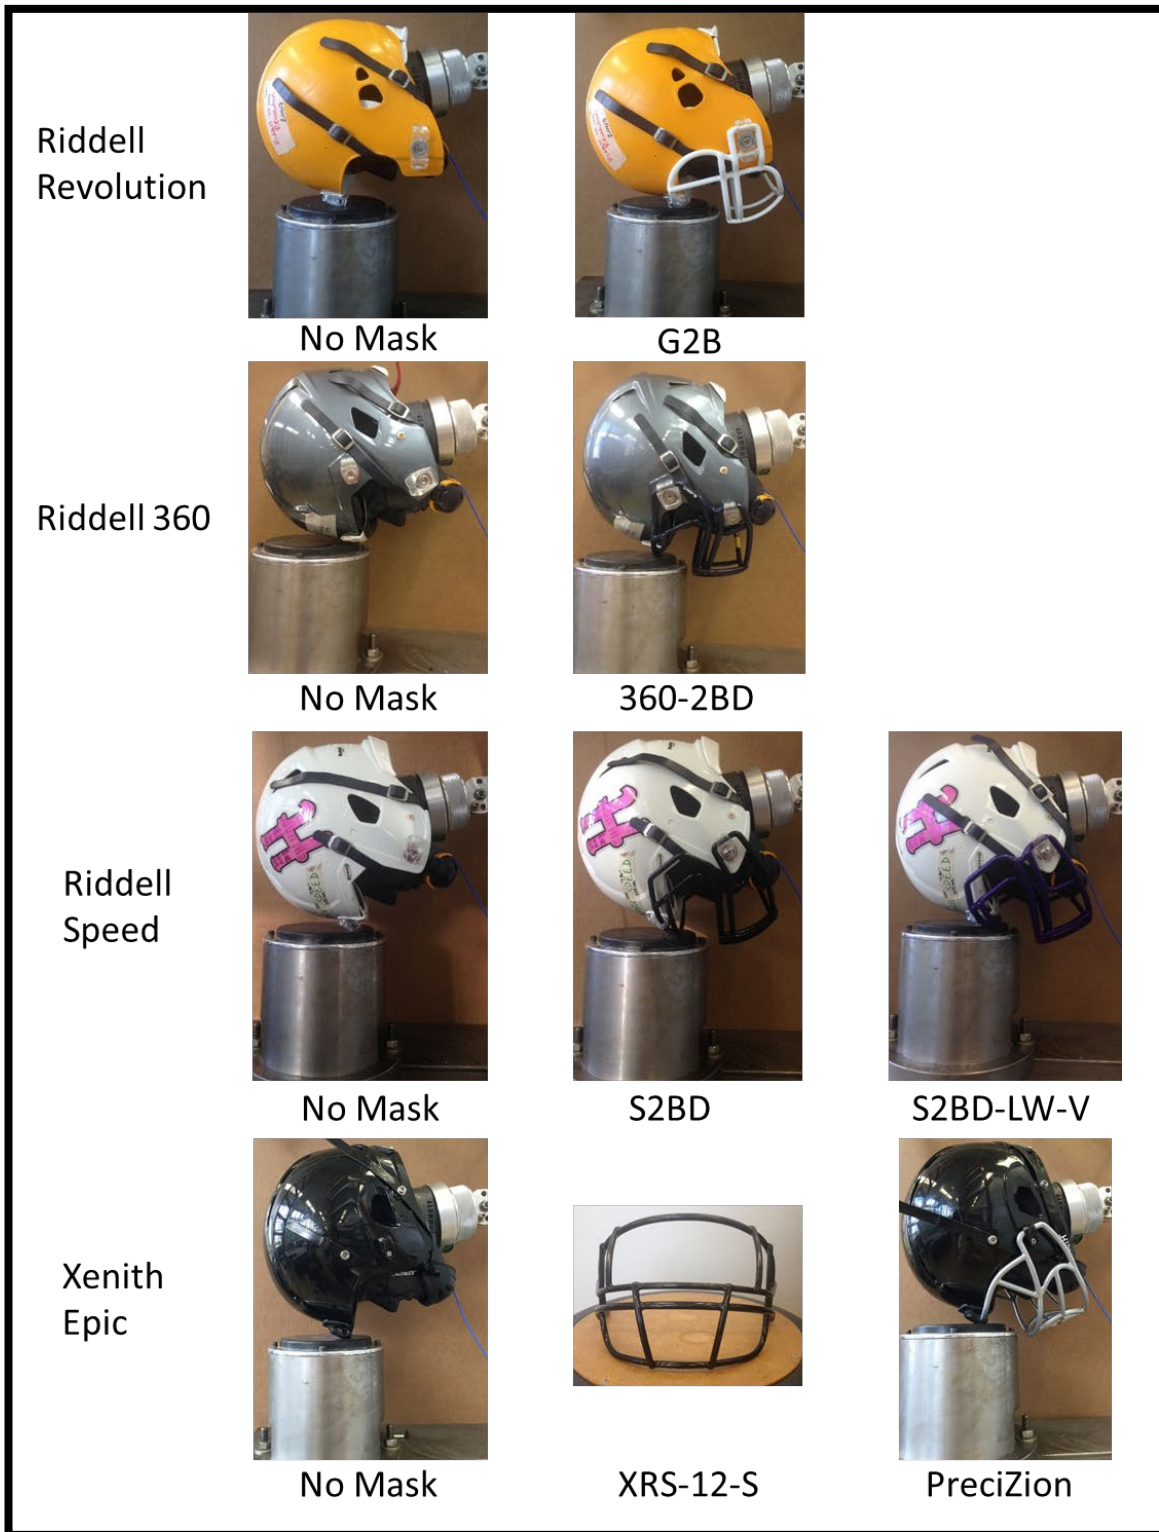 Riddell
Revolution
No Mask
G2B
Riddell 360
No Mask
360-2BD
Riddell
Speed
SPEED
No Mask
S2BD
S2BD-LW-V
Xenith
Epic
No Mask
XRS-12-S
PreciZion